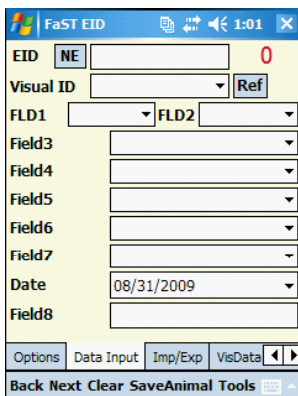 FaST EID 1:01
EID NE 0
Visual ID Ref
FLD1 FLD2
Field3
Field4
Field5
Field6
Field7
Date 08/31/2009
Field8
Options Data Input Imp/Exp VisData
Back Next Clear SaveAnimal Tools